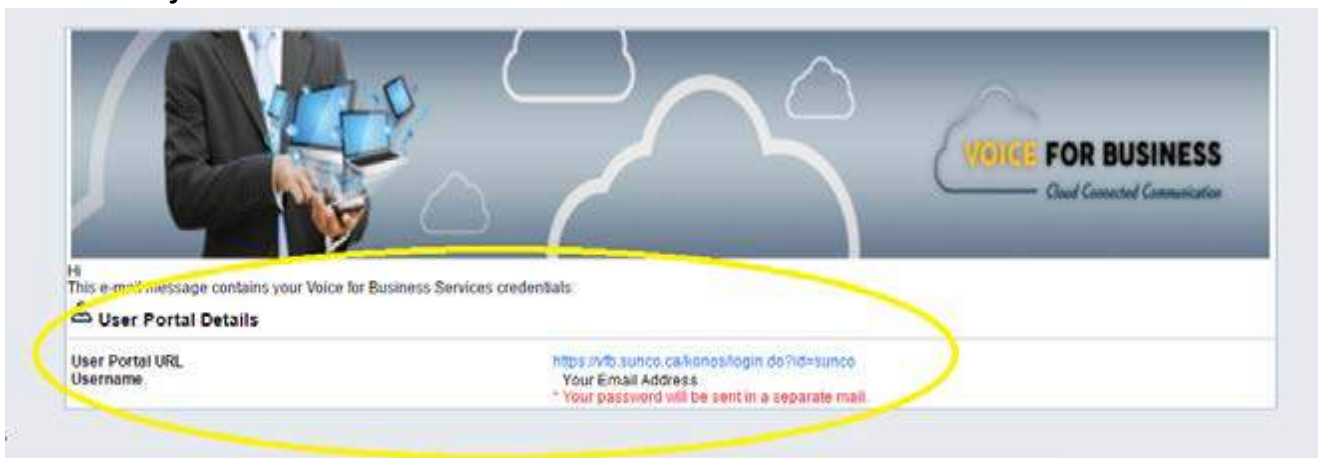 VOICE FOR BUSINESS
Cloud Connected Communication
Hi
This e-mail message contains your Voice for Business Services credentials:
User Portal Details
User Portal URL https://vfb.sunco.ca/konos/login.do?id=sunco
Username Your Email Address
* Your password will be sent in a separate mail.